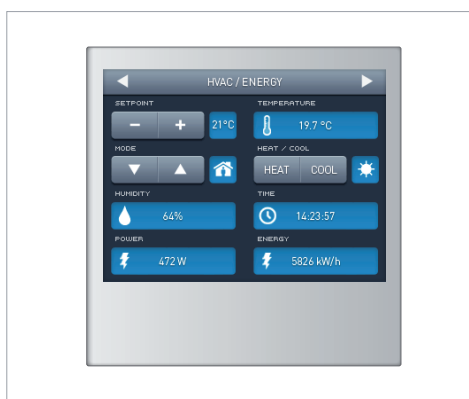 HVAC / ENERGY
SETPOINT
− + 21°C
TEMPERATURE
19.7 °C
MODE
HEAT / COOL
HEAT COOL
HUMIDITY
64%
TIME
14:23:57
POWER
472 W
ENERGY
5826 kW/h